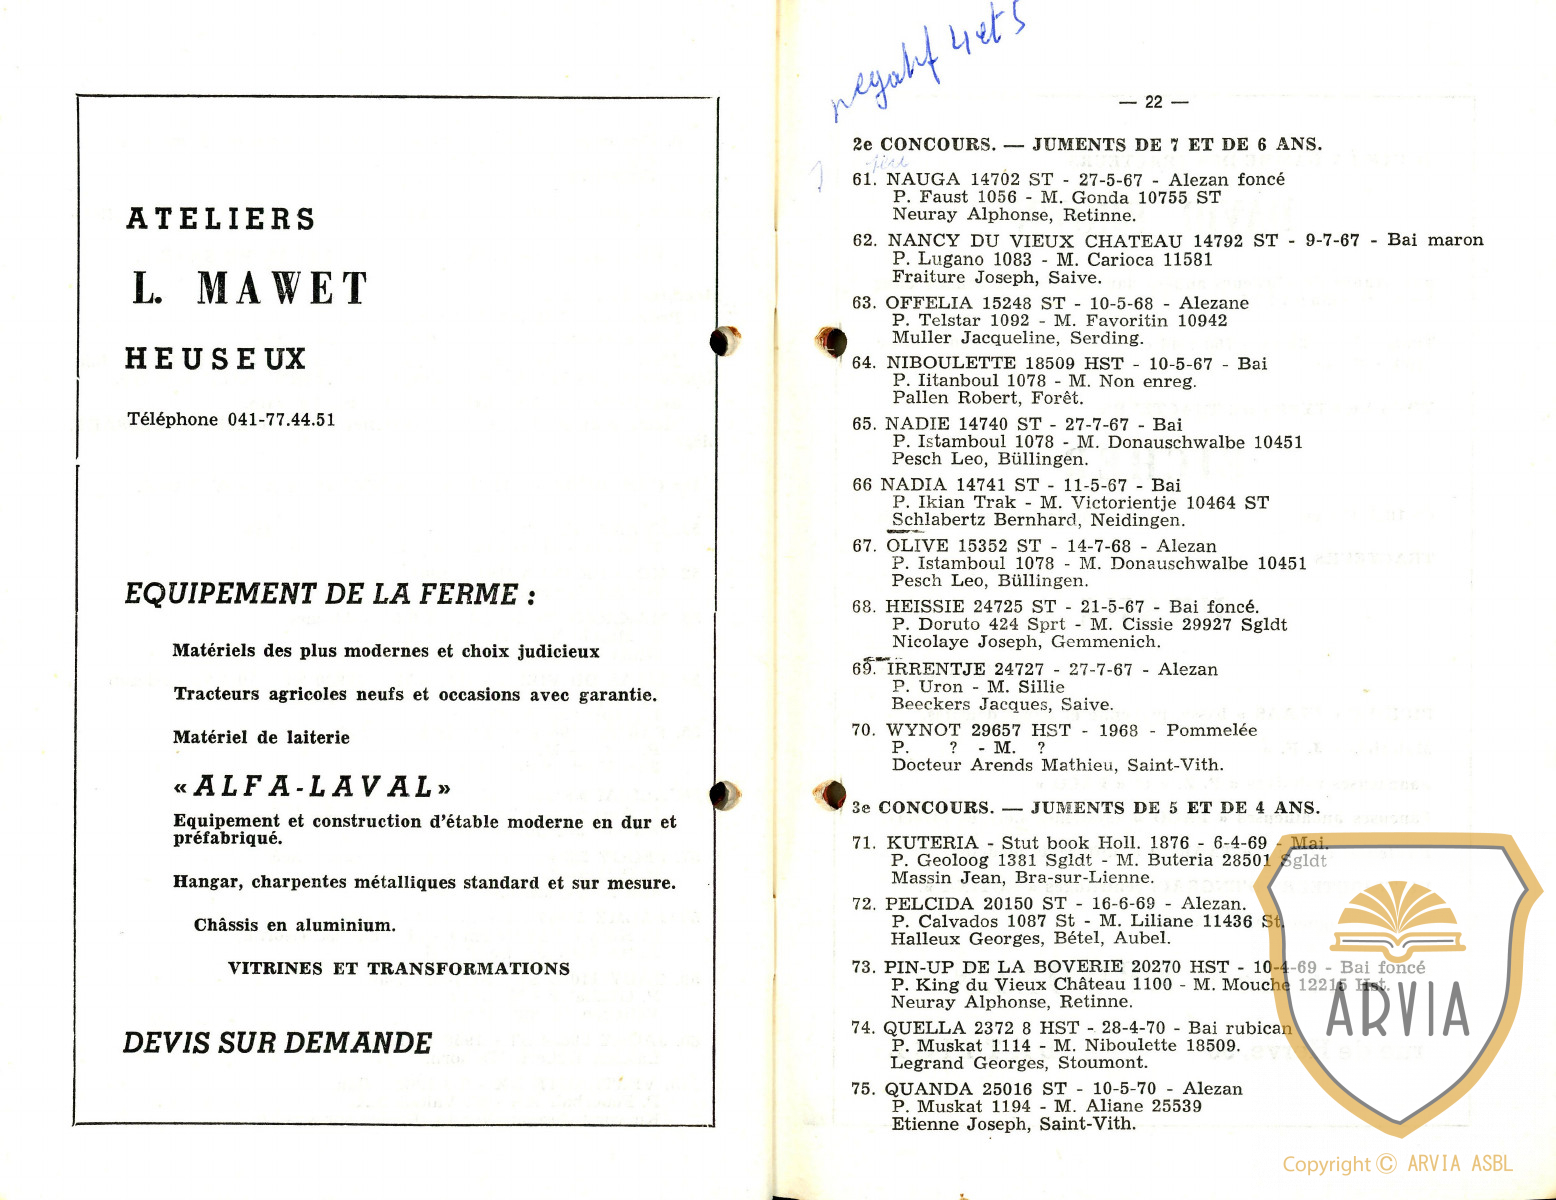 ATELIERS
L. MAWET
HEUSEUX
Téléphone 041-77.44.51
EQUIPEMENT DE LA FERME :
Matériels des plus modernes et choix judicieux
Tracteurs agricoles neufs et occasions avec garantie.
Matériel de laiterie
«ALFA-LAVAL»
Equipement et construction d'étable moderne en dur et
préfabriqué.
Hangar, charpentes métalliques standard et sur mesure.
Châssis en aluminium.
VITRINES ET TRANSFORMATIONS
DEVIS SUR DEMANDE
negatif 4 et 5
— 22 —
2e CONCOURS. — JUMENTS DE 7 ET DE 6 ANS.
61. NAUGA 14702 ST - 27-5-67 - Alezan foncé
P. Faust 1056 - M. Gonda 10755 ST
Neuray Alphonse, Retinne.
62. NANCY DU VIEUX CHATEAU 14792 ST - 9-7-67 - Bai maron
P. Lugano 1083 - M. Carioca 11581
Fraiture Joseph, Saive.
63. OFFELIA 15248 ST - 10-5-68 - Alezane
P. Telstar 1092 - M. Favoritin 10942
Muller Jacqueline, Serding.
64. NIBOULETTE 18509 HST - 10-5-67 - Bai
P. Iitanboul 1078 - M. Non enreg.
Pallen Robert, Forêt.
65. NADIE 14740 ST - 27-7-67 - Bai
P. Istamboul 1078 - M. Donauschwalbe 10451
Pesch Leo, Büllingen.
66 NADIA 14741 ST - 11-5-67 - Bai
P. Ikian Trak - M. Victorientje 10464 ST
Schlabertz Bernhard, Neidingen.
67. OLIVE 15352 ST - 14-7-68 - Alezan
P. Istamboul 1078 - M. Donauschwalbe 10451
Pesch Leo, Büllingen.
68. HEISSIE 24725 ST - 21-5-67 - Bai foncé.
P. Doruto 424 Sprt - M. Cissie 29927 Sgldt
Nicolaye Joseph, Gemmenich.
69. IRRENTJE 24727 - 27-7-67 - Alezan
P. Uron - M. Sillie
Beeckers Jacques, Saive.
70. WYNOT 29657 HST - 1968 - Pommelée
P. ? - M. ?
Docteur Arends Mathieu, Saint-Vith.
3e CONCOURS. — JUMENTS DE 5 ET DE 4 ANS.
71. KUTERIA - Stut book Holl. 1876 - 6-4-69 - Mai.
P. Geoloog 1381 Sgldt - M. Buteria 28501 Sgldt
Massin Jean, Bra-sur-Lienne.
72. PELCIDA 20150 ST - 16-6-69 - Alezan.
P. Calvados 1087 St - M. Liliane 11436 St.
Halleux Georges, Bétel, Aubel.
73. PIN-UP DE LA BOVERIE 20270 HST - 10-4-69 - Bai foncé
P. King du Vieux Château 1100 - M. Mouche 12215 Hst.
Neuray Alphonse, Retinne.
74. QUELLA 2372 8 HST - 28-4-70 - Bai rubican
P. Muskat 1114 - M. Niboulette 18509.
Legrand Georges, Stoumont.
75. QUANDA 25016 ST - 10-5-70 - Alezan
P. Muskat 1194 - M. Aliane 25539
Etienne Joseph, Saint-Vith.
ARVIA
Copyright © ARVIA ASBL